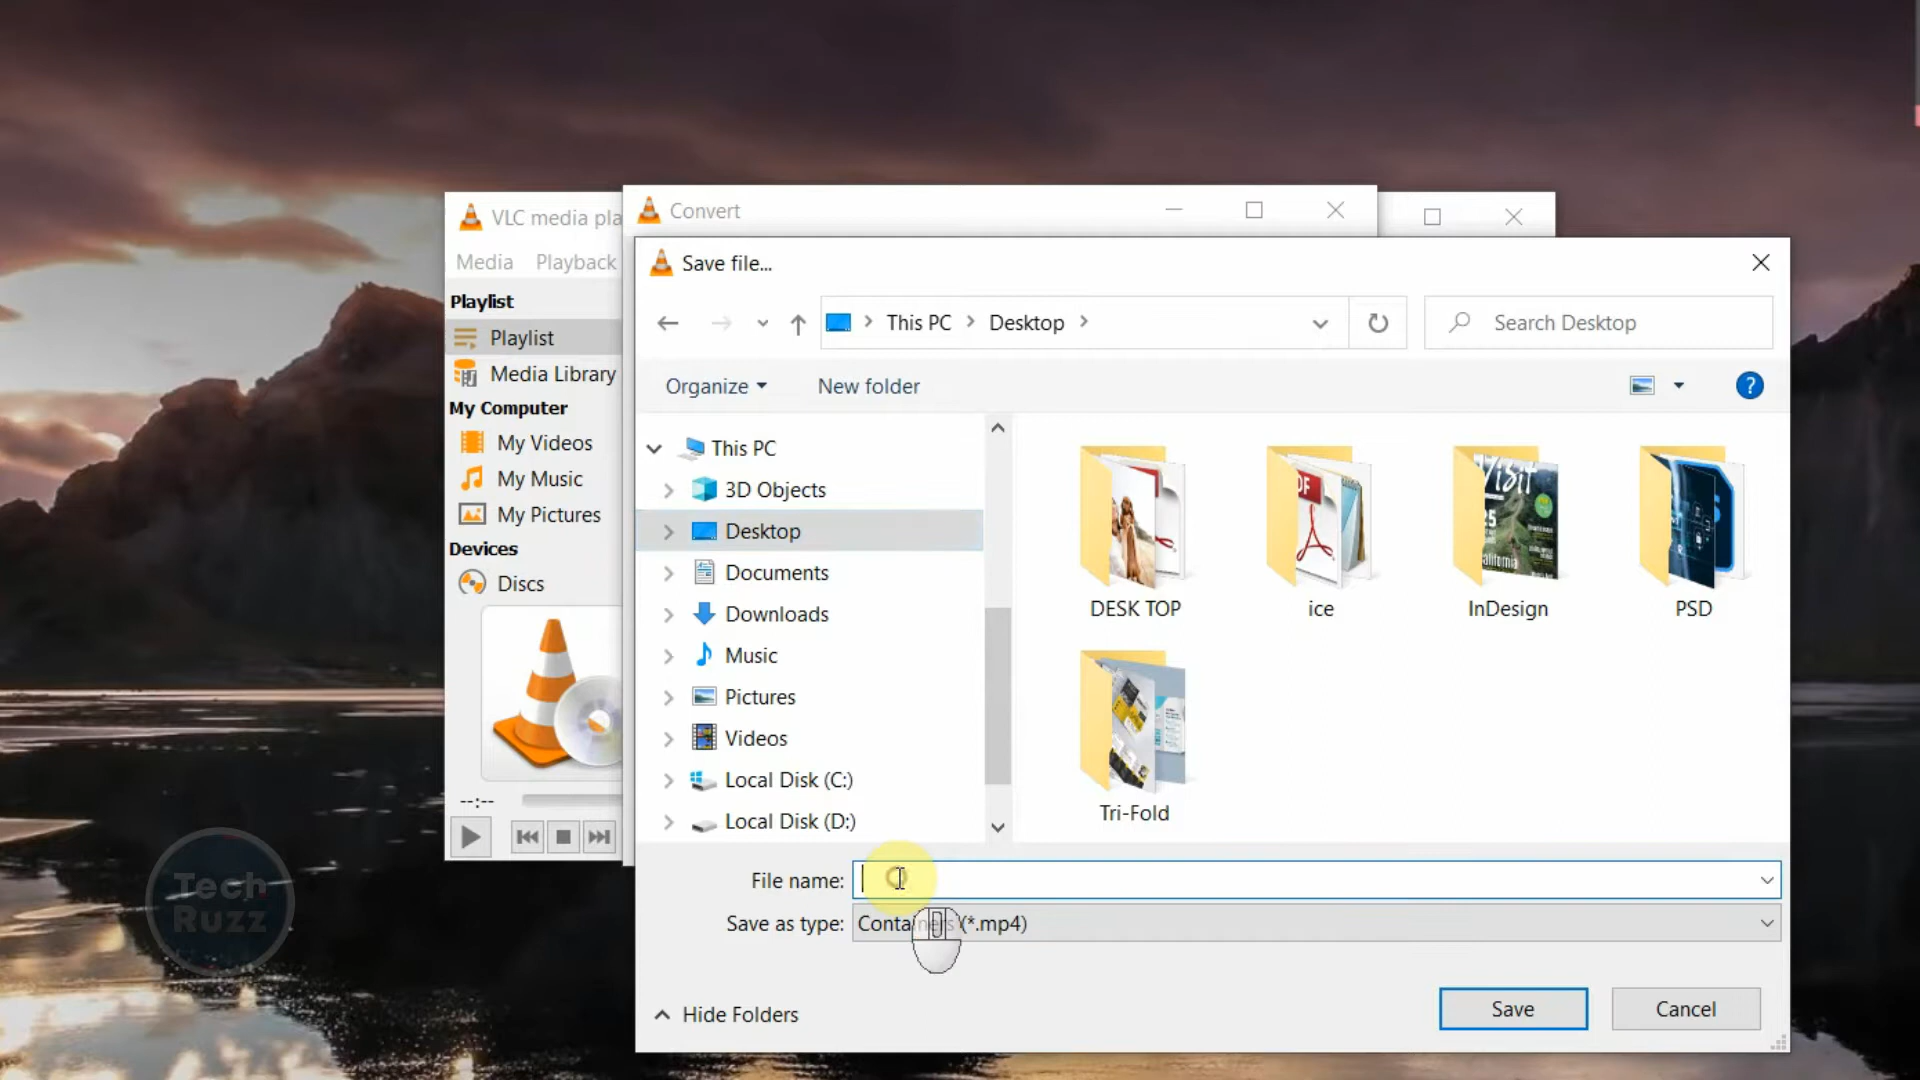 VLC media pla
Media Playback
Playlist
Playlist
Media Library
My Computer
My Videos
My Music
My Pictures
Devices
Discs
--:--
Convert
Save file...
This PC
Desktop
Search Desktop
Organize
New folder
?
This PC
3D Objects
Desktop
Documents
Downloads
Music
Pictures
Videos
Local Disk (C:)
Local Disk (D:)
DESK TOP
ice
InDesign
PSD
Tri-Fold
File name:
Save as type: Containers (*.mp4)
Hide Folders
Save
Cancel
Tech
Ruzz